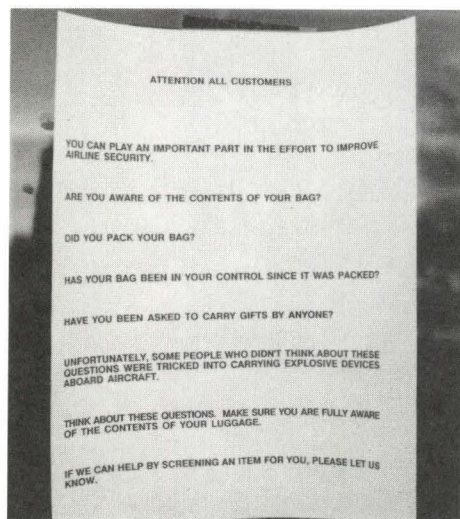 ATTENTION ALL CUSTOMERS
YOU CAN PLAY AN IMPORTANT PART IN THE EFFORT TO IMPROVE
AIRLINE SECURITY.
ARE YOU AWARE OF THE CONTENTS OF YOUR BAG?
DID YOU PACK YOUR BAG?
HAS YOUR BAG BEEN IN YOUR CONTROL SINCE IT WAS PACKED?
HAVE YOU BEEN ASKED TO CARRY GIFTS BY ANYONE?
UNFORTUNATELY, SOME PEOPLE WHO DIDN'T THINK ABOUT THESE
QUESTIONS WERE TRICKED INTO CARRYING EXPLOSIVE DEVICES
ABOARD AIRCRAFT.
THINK ABOUT THESE QUESTIONS. MAKE SURE YOU ARE FULLY AWARE
OF THE CONTENTS OF YOUR LUGGAGE.
IF WE CAN HELP BY SCREENING AN ITEM FOR YOU, PLEASE LET US
KNOW.